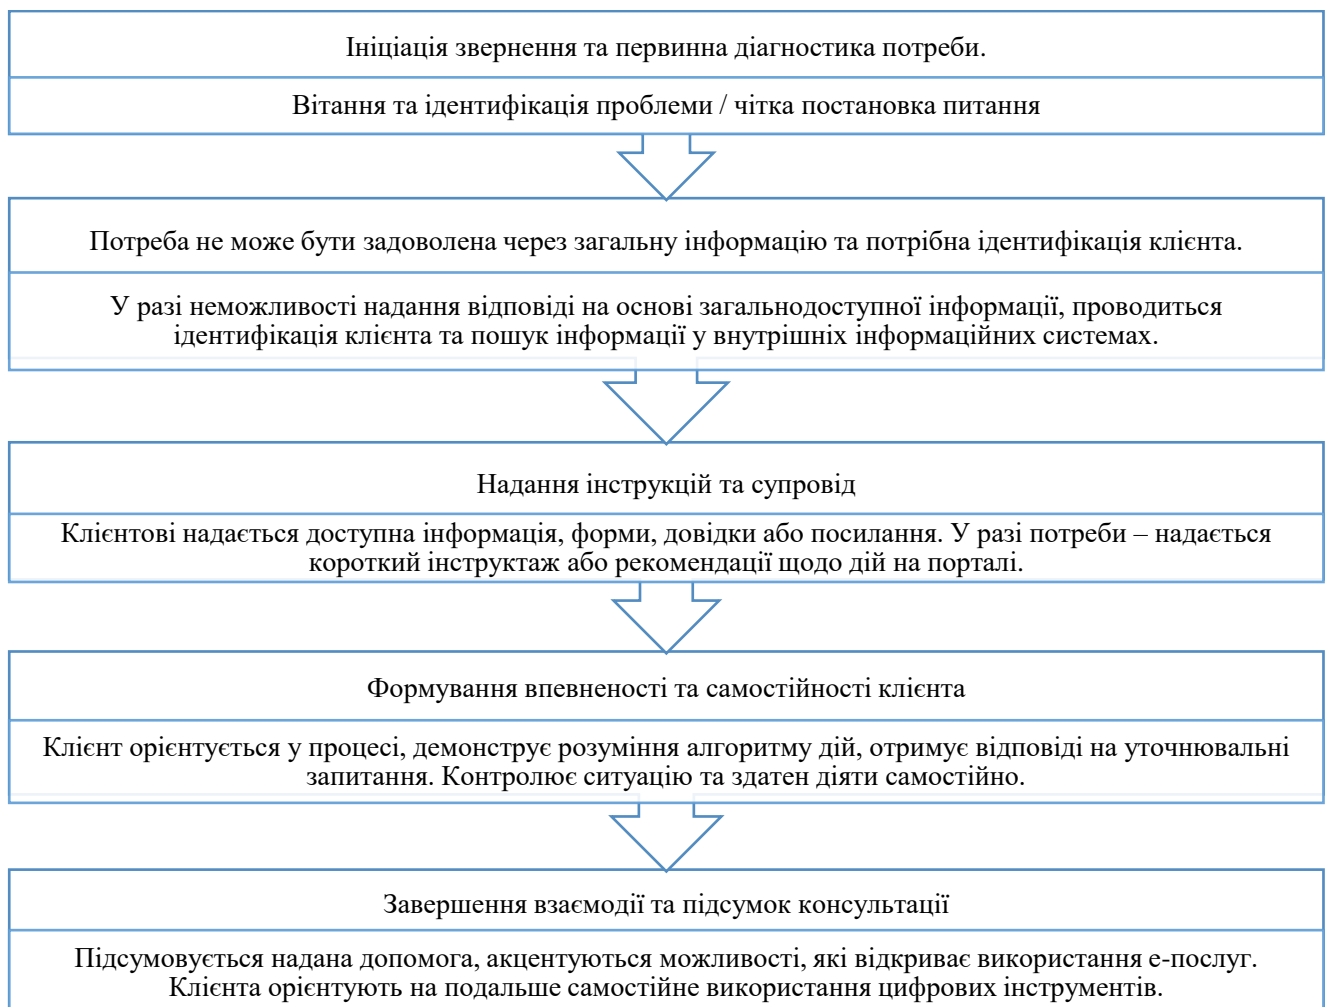 Ініціація звернення та первинна діагностика потреби.
Вітання та ідентифікація проблеми / чітка постановка питання
Потреба не може бути задоволена через загальну інформацію та потрібна ідентифікація клієнта.
У разі неможливості надання відповіді на основі загальнодоступної інформації, проводиться
ідентифікація клієнта та пошук інформації у внутрішніх інформаційних системах.
Надання інструкцій та супровід
Клієнтові надається доступна інформація, форми, довідки або посилання. У разі потреби – надається
короткий інструктаж або рекомендації щодо дій на порталі.
Формування впевненості та самостійності клієнта
Клієнт орієнтується у процесі, демонструє розуміння алгоритму дій, отримує відповіді на уточнювальні
запитання. Контролює ситуацію та здатен діяти самостійно.
Завершення взаємодії та підсумок консультації
Підсумовується надана допомога, акцентуються можливості, які відкриває використання е-послуг.
Клієнта орієнтують на подальше самостійне використання цифрових інструментів.